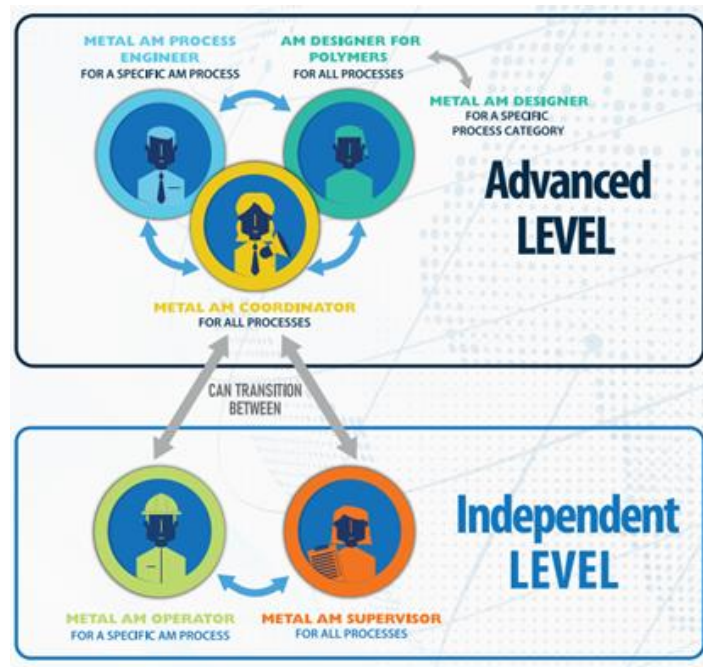 METAL AM PROCESS
ENGINEER
FOR A SPECIFIC AM PROCESS
AM DESIGNER FOR
POLYMERS
FOR ALL PROCESSES
METAL AM DESIGNER
FOR A SPECIFIC
PROCESS CATEGORY
Advanced
LEVEL
METAL AM COORDINATOR
FOR ALL PROCESSES
CAN TRANSITION
BETWEEN
Independent
LEVEL
METAL AM OPERATOR
FOR A SPECIFIC AM PROCESS
METAL AM SUPERVISOR
FOR ALL PROCESSES